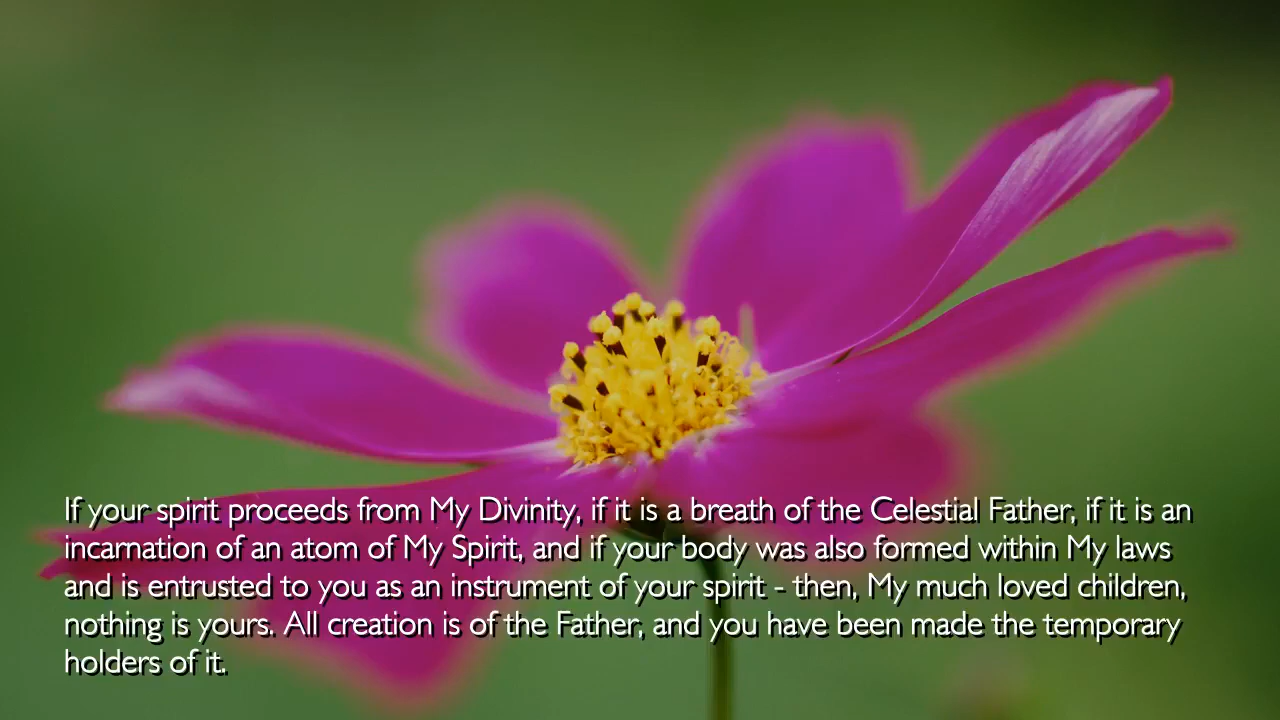 If your spirit proceeds from My Divinity, if it is a breath of the Celestial Father, if it is an
incarnation of an atom of My Spirit, and if your body was also formed within My laws
and is entrusted to you as an instrument of your spirit - then, My much loved children,
nothing is yours. All creation is of the Father, and you have been made the temporary
holders of it.